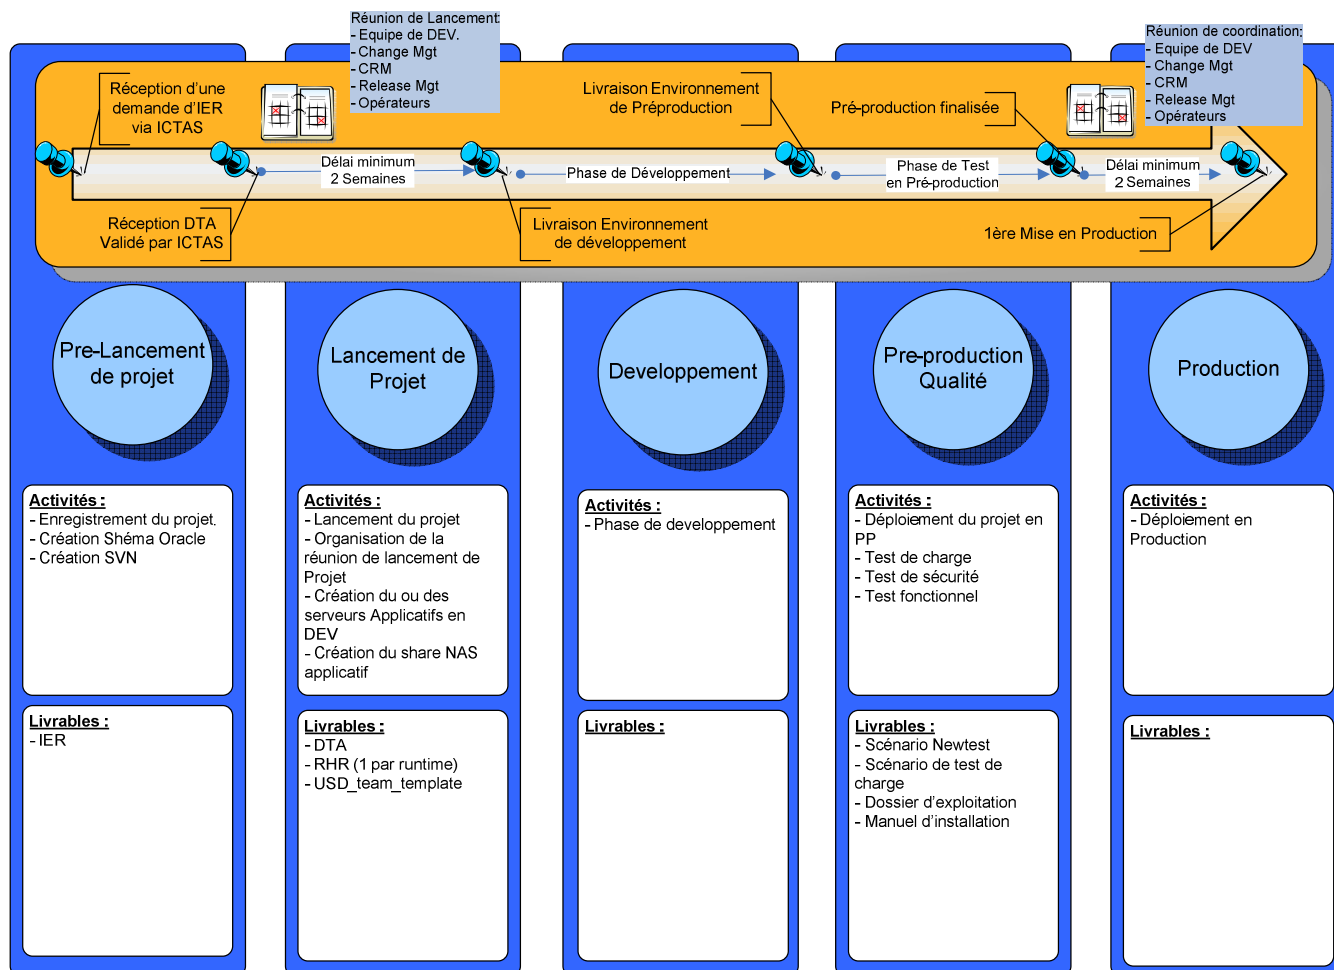 Réunion de Lancement:
- Equipe de DEV.
- Change Mgt
- CRM
- Release Mgt
- Opérateurs
Réunion de coordination:
- Equipe de DEV
- Change Mgt
- CRM
- Release Mgt
- Opérateurs
Réception d'une
demande d'IER
via ICTAS
Livraison Environnement
de Préproduction
Pré-production finalisée
Délai minimum
2 Semaines
Phase de Développement
Phase de Test
en Pré-production
Délai minimum
2 Semaines
Réception DTA
Validé par ICTAS
Livraison Environnement
de développement
1ère Mise en Production
Pre-Lancement
de projet
Lancement de
Projet
Developpement
Pre-production
Qualité
Production
Activités :
- Enregistrement du projet.
- Création Shéma Oracle
- Création SVN
Activités :
- Lancement du projet
- Organisation de la
réunion de lancement de
Projet
- Création du ou des
serveurs Applicatifs en
DEV
- Création du share NAS
applicatif
Activités :
- Phase de developpement
Activités :
- Déploiement du projet en
PP
- Test de charge
- Test de sécurité
- Test fonctionnel
Activités :
- Déploiement en
Production
Livrables :
- IER
Livrables :
- DTA
- RHR (1 par runtime)
- USD_team_template
Livrables :
Livrables :
- Scénario Newtest
- Scénario de test de
charge
- Dossier d'exploitation
- Manuel d'installation
Livrables :